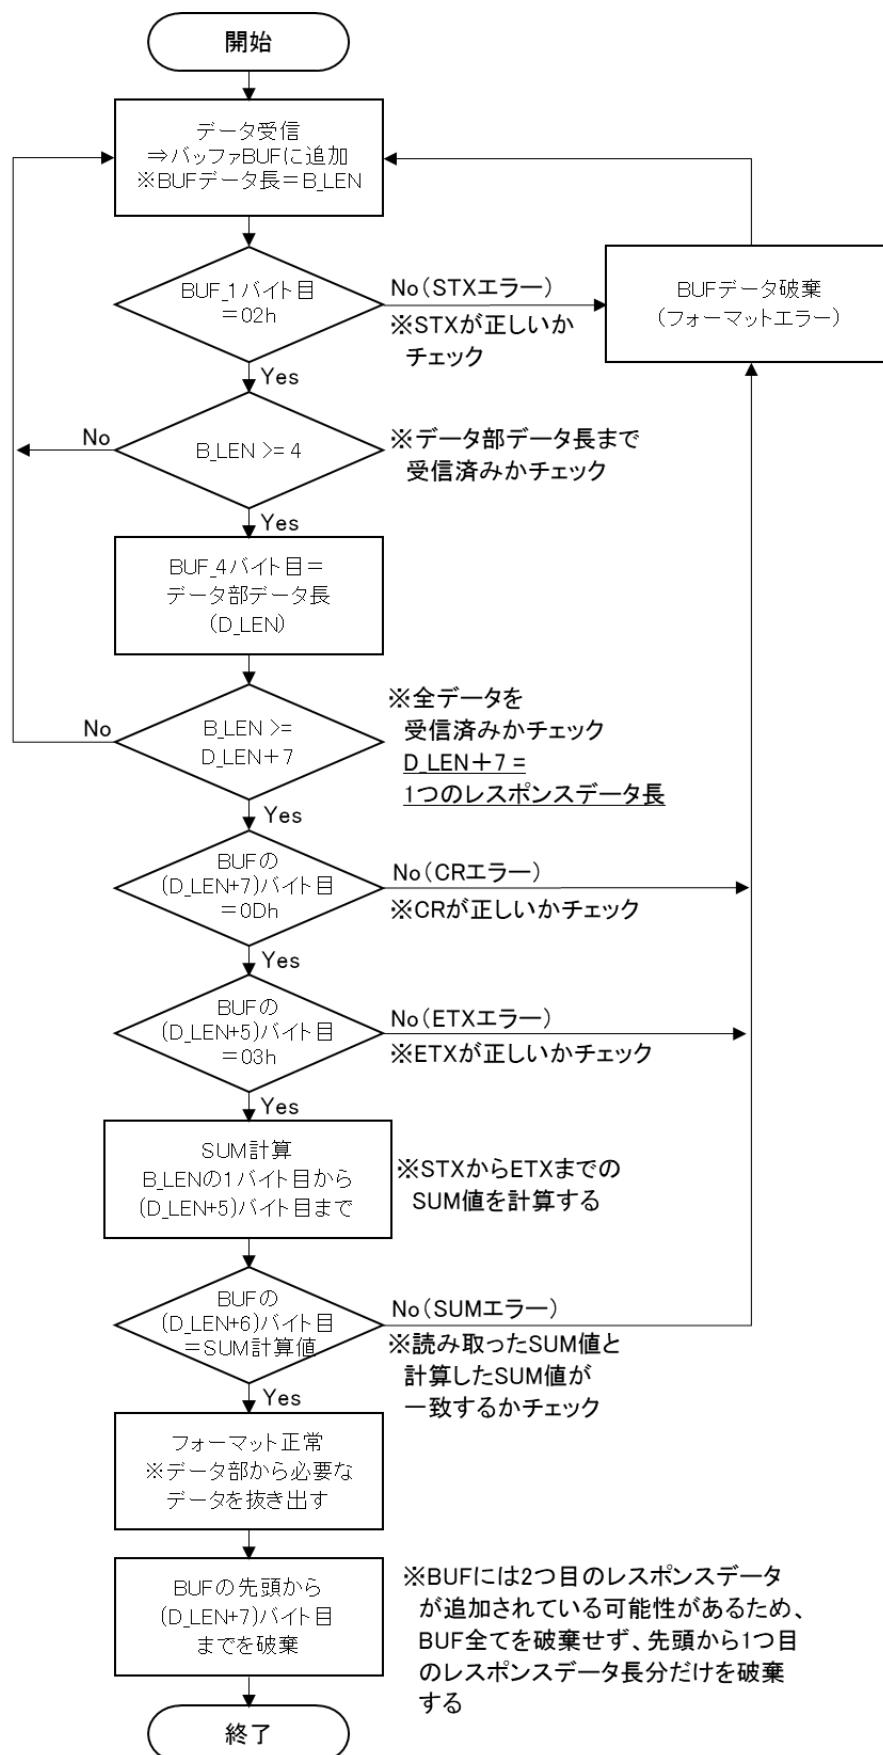 開始
データ受信
⇒バッファBUFに追加
※BUFデータ長＝B_LEN
BUF_1バイト目
＝02h
No（STXエラー）
※STXが正しいか
チェック
BUFデータ破棄
（フォーマットエラー）
Yes
No
B_LEN >= 4
※データ部データ長まで
受信済みかチェック
Yes
BUF_4バイト目＝
データ部データ長
（D_LEN）
No
B_LEN >=
D_LEN＋7
※全データを
受信済みかチェック
D_LEN＋7 =
1つのレスポンスデータ長
Yes
BUFの
(D_LEN+7)バイト目
＝0Dh
No（CRエラー）
※CRが正しいかチェック
Yes
BUFの
(D_LEN+5)バイト目
＝03h
No（ETXエラー）
※ETXが正しいかチェック
Yes
SUM計算
B_LENの1バイト目から
(D_LEN+5)バイト目まで
※STXからETXまでの
SUM値を計算する
BUFの
(D_LEN+6)バイト目
＝SUM計算値
No（SUMエラー）
※読み取ったSUM値と
計算したSUM値が
一致するかチェック
Yes
フォーマット正常
※データ部から必要な
データを抜き出す
BUFの先頭から
(D_LEN+7)バイト目
までを破棄
※BUFには2つ目のレスポンスデータ
が追加されている可能性があるため、
BUF全てを破棄せず、先頭から1つ目
のレスポンスデータ長分だけを破棄
する
終了